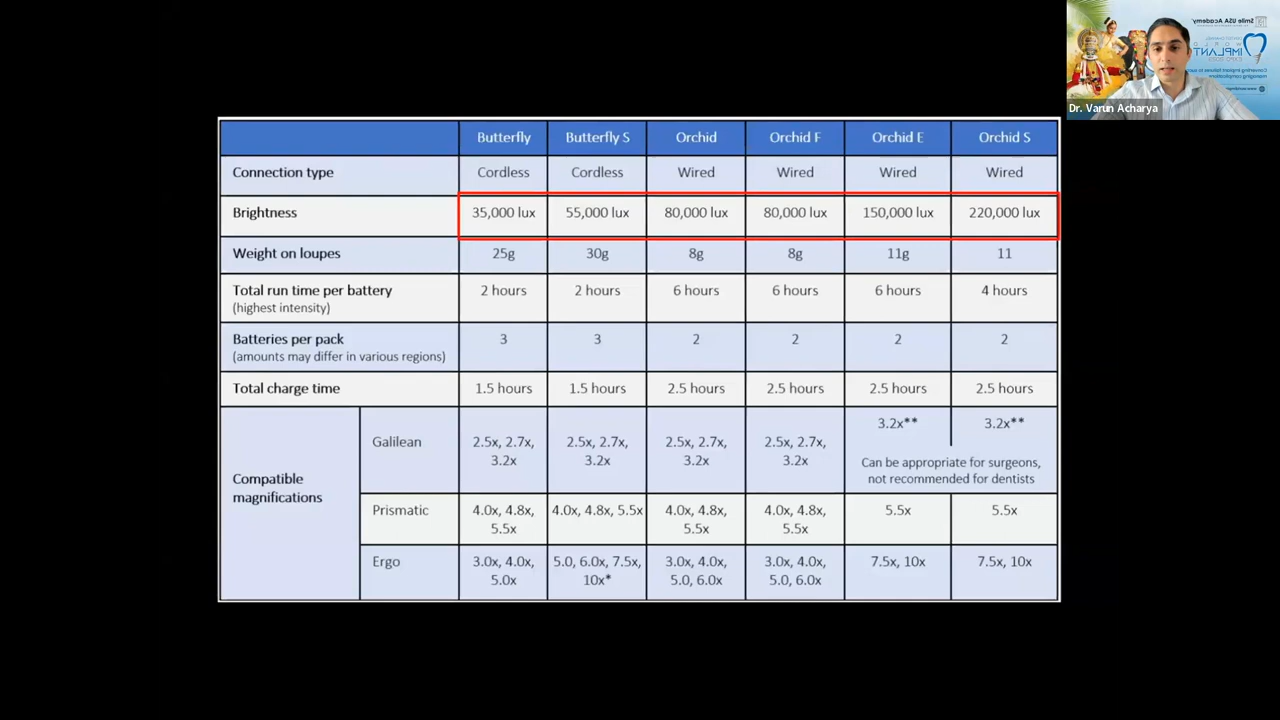 Smile USA Academy
WORLD
IMPLANT
Dr. Varun Acharya
Butterfly Butterfly S Orchid Orchid F Orchid E Orchid S
Connection type Cordless Cordless Wired Wired Wired Wired
Brightness 35,000 lux 55,000 lux 80,000 lux 80,000 lux 150,000 lux 220,000 lux
Weight on loupes 25g 30g 8g 8g 11g 11
Total run time per battery 2 hours 2 hours 6 hours 6 hours 6 hours 4 hours
(highest intensity)
Batteries per pack 3 3 2 2 2 2
(amounts may differ in various regions)
Total charge time 1.5 hours 1.5 hours 2.5 hours 2.5 hours 2.5 hours 2.5 hours
3.2x** 3.2x**
Galilean 2.5x, 2.7x, 2.5x, 2.7x, 2.5x, 2.7x, 2.5x, 2.7x,
3.2x 3.2x 3.2x 3.2x Can be appropriate for surgeons,
not recommended for dentists
Compatible
magnifications
Prismatic 4.0x, 4.8x, 4.0x, 4.8x, 5.5x 4.0x, 4.8x, 4.0x, 4.8x, 5.5x 5.5x
5.5x 5.5x 5.5x
Ergo 3.0x, 4.0x, 5.0, 6.0x, 7.5x, 3.0x, 4.0x, 3.0x, 4.0x, 7.5x, 10x 7.5x, 10x
5.0x 10x* 5.0, 6.0x 5.0, 6.0x